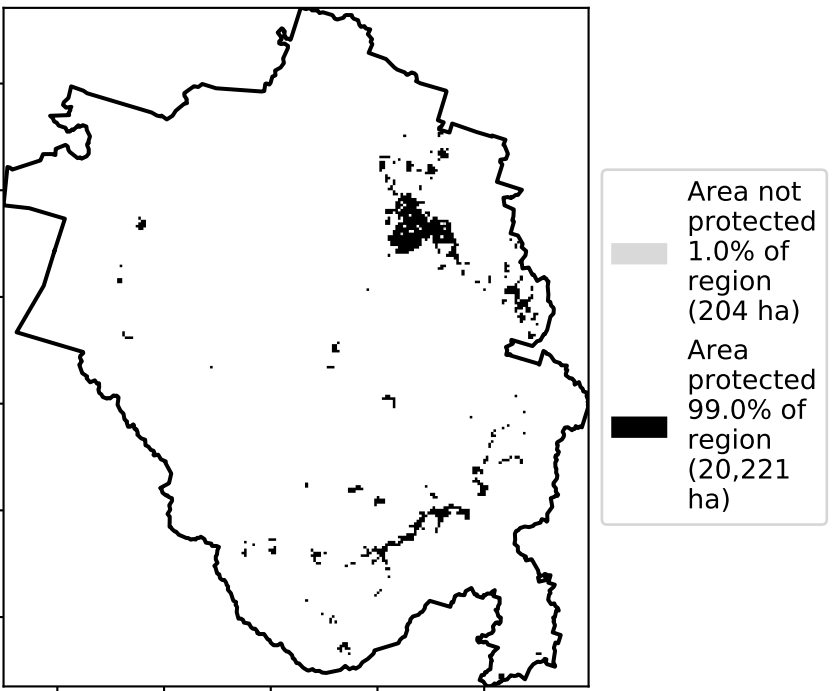 Area not
protected
1.0% of
region
(204 ha)
Area
protected
99.0% of
region
(20,221
ha)